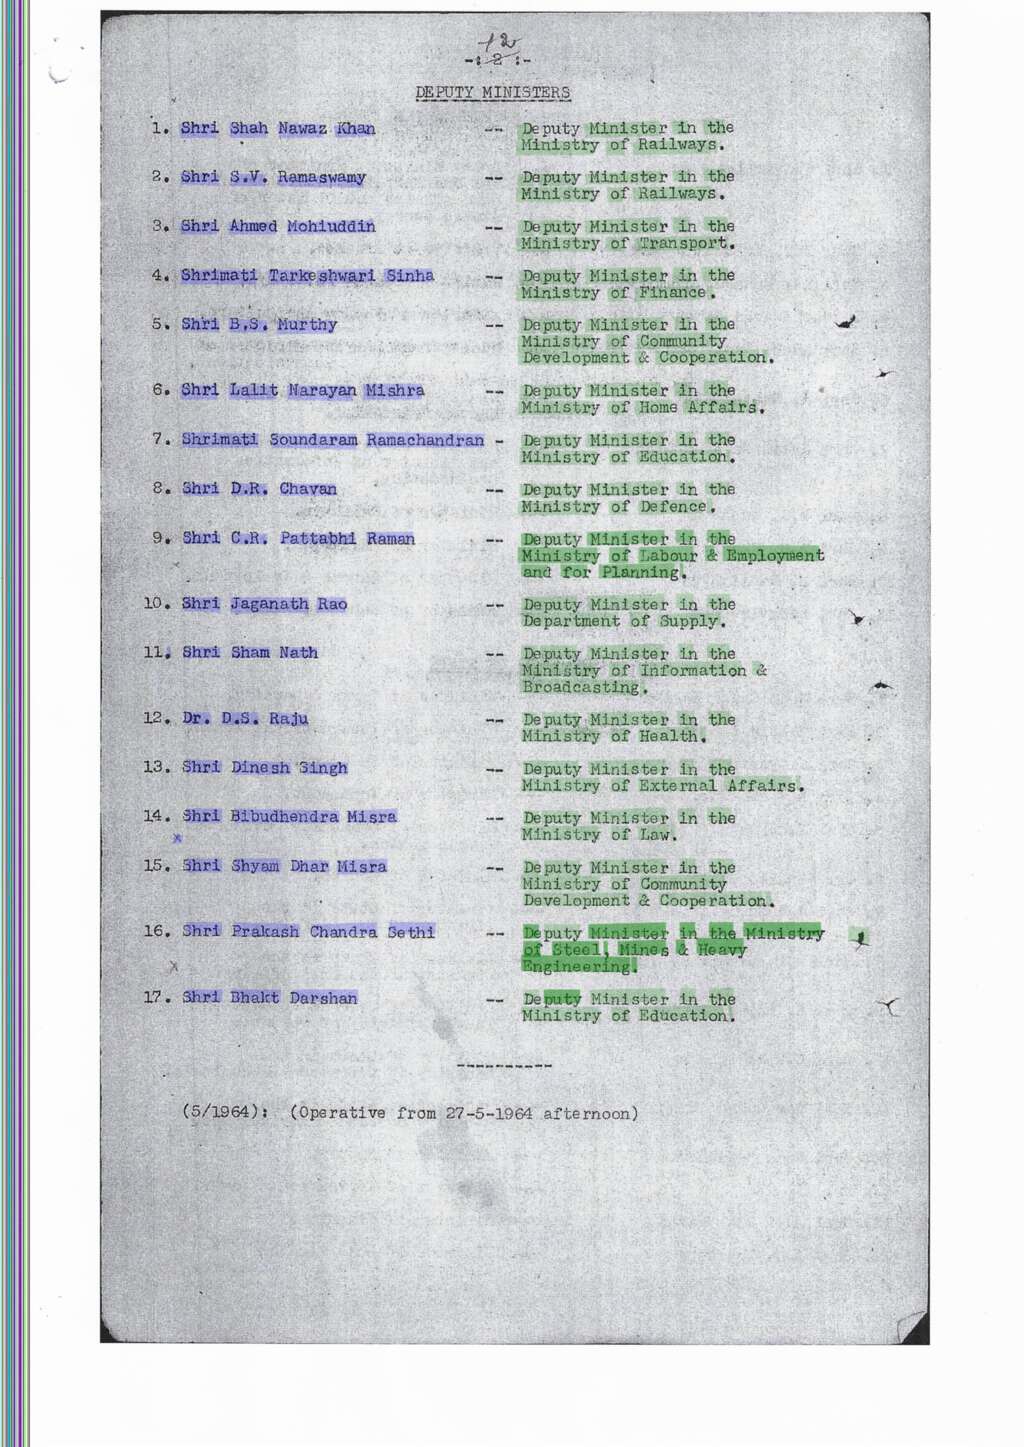 12
-: 2 :-
DEPUTY MINISTERS
1. Shri Shah Nawaz Khan -- Deputy Minister in the
Ministry of Railways.
2. Shri S.V. Ramaswamy -- Deputy Minister in the
Ministry of Railways.
3. Shri Ahmed Mohiuddin -- Deputy Minister in the
Ministry of Transport.
4. Shrimati Tarkeshwari Sinha -- Deputy Minister in the
Ministry of Finance.
5. Shri B.S. Murthy -- Deputy Minister in the
Ministry of Community
Development & Cooperation.
6. Shri Lalit Narayan Mishra -- Deputy Minister in the
Ministry of Home Affairs.
7. Shrimati Soundaram Ramachandran - Deputy Minister in the
Ministry of Education.
8. Shri D.R. Chavan -- Deputy Minister in the
Ministry of Defence.
9. Shri C.R. Pattabhi Raman -- Deputy Minister in the
Ministry of Labour & Employment
and for Planning.
10. Shri Jaganath Rao -- Deputy Minister in the
Department of Supply.
11. Shri Sham Nath -- Deputy Minister in the
Ministry of Information &
Broadcasting.
12. Dr. D.S. Raju -- Deputy Minister in the
Ministry of Health.
13. Shri Dinesh Singh -- Deputy Minister in the
Ministry of External Affairs.
14. Shri Bibudhendra Misra -- Deputy Minister in the
Ministry of Law.
15. Shri Shyam Dhar Misra -- Deputy Minister in the
Ministry of Community
Development & Cooperation.
16. Shri Prakash Chandra Sethi -- Deputy Minister in the Ministry
of Steel, Mines & Heavy
Engineering.
17. Shri Bhakt Darshan -- Deputy Minister in the
Ministry of Education.
----------
(5/1964): (Operative from 27-5-1964 afternoon)